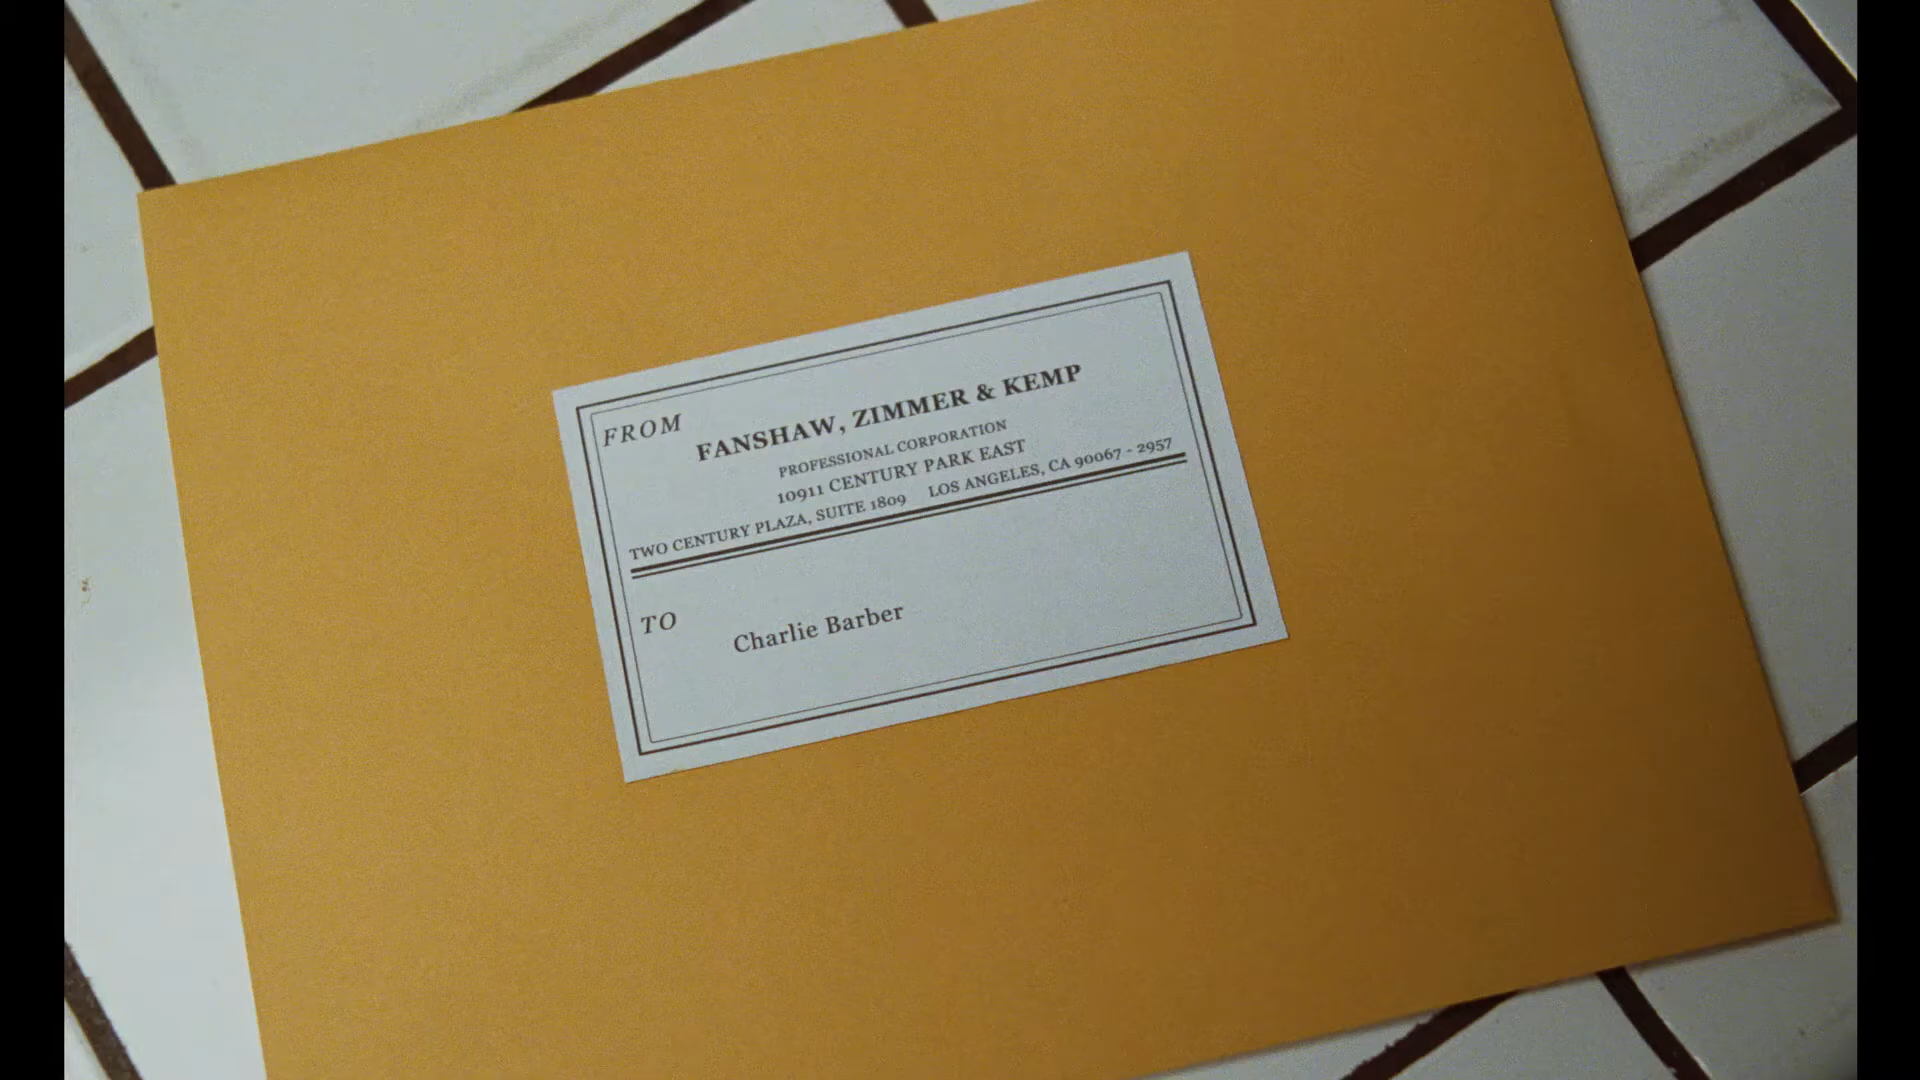 FROM
FANSHAW, ZIMMER & KEMP
PROFESSIONAL CORPORATION
10911 CENTURY PARK EAST
TWO CENTURY PLAZA, SUITE 1809 LOS ANGELES, CA 90067 - 2957
TO
Charlie Barber